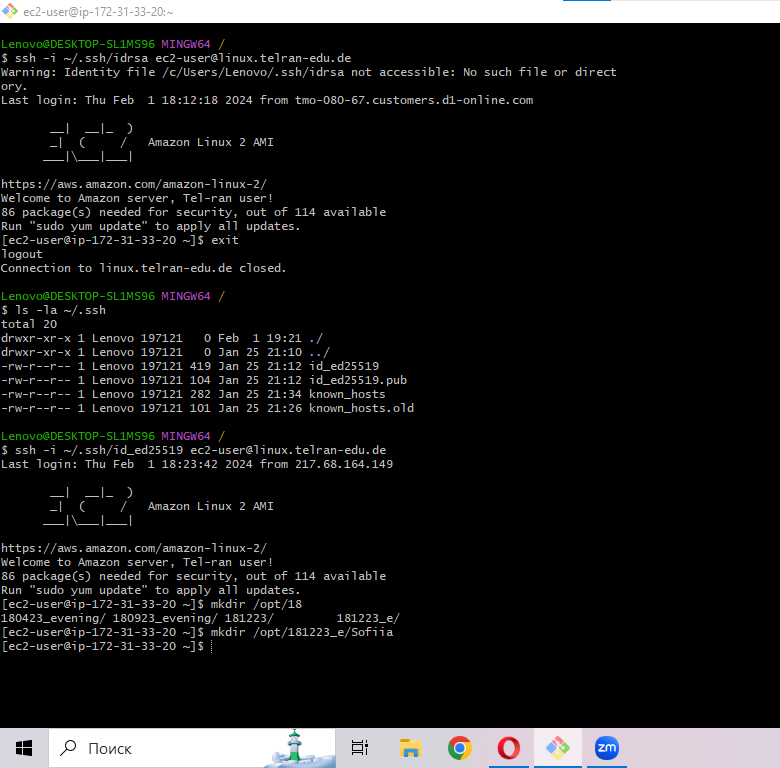 ec2-user@ip-172-31-33-20:~
Lenovo@DESKTOP-SL1MS96 MINGW64 /
$ ssh -i ~/.ssh/idrsa ec2-user@linux.telran-edu.de
Warning: Identity file /c/Users/Lenovo/.ssh/idrsa not accessible: No such file or direct
ory.
Last login: Thu Feb  1 18:12:18 2024 from tmo-080-67.customers.d1-online.com
       __|  __|_  )
       _|  (     /   Amazon Linux 2 AMI
      ___|\___|___|
https://aws.amazon.com/amazon-linux-2/
Welcome to Amazon server, Tel-ran user!
86 package(s) needed for security, out of 114 available
Run "sudo yum update" to apply all updates.
[ec2-user@ip-172-31-33-20 ~]$ exit
logout
Connection to linux.telran-edu.de closed.
Lenovo@DESKTOP-SL1MS96 MINGW64 /
$ ls -la ~/.ssh
total 20
drwxr-xr-x 1 Lenovo 197121   0 Feb  1 19:21 ./
drwxr-xr-x 1 Lenovo 197121   0 Jan 25 21:10 ../
-rw-r--r-- 1 Lenovo 197121 419 Jan 25 21:12 id_ed25519
-rw-r--r-- 1 Lenovo 197121 104 Jan 25 21:12 id_ed25519.pub
-rw-r--r-- 1 Lenovo 197121 282 Jan 25 21:34 known_hosts
-rw-r--r-- 1 Lenovo 197121 101 Jan 25 21:26 known_hosts.old
Lenovo@DESKTOP-SL1MS96 MINGW64 /
$ ssh -i ~/.ssh/id_ed25519 ec2-user@linux.telran-edu.de
Last login: Thu Feb  1 18:23:42 2024 from 217.68.164.149
       __|  __|_  )
       _|  (     /   Amazon Linux 2 AMI
      ___|\___|___|
https://aws.amazon.com/amazon-linux-2/
Welcome to Amazon server, Tel-ran user!
86 package(s) needed for security, out of 114 available
Run "sudo yum update" to apply all updates.
[ec2-user@ip-172-31-33-20 ~]$ mkdir /opt/18
180423_evening/ 180923_evening/ 181223/         181223_e/
[ec2-user@ip-172-31-33-20 ~]$ mkdir /opt/181223_e/Sofiia
[ec2-user@ip-172-31-33-20 ~]$
Поиск
zm